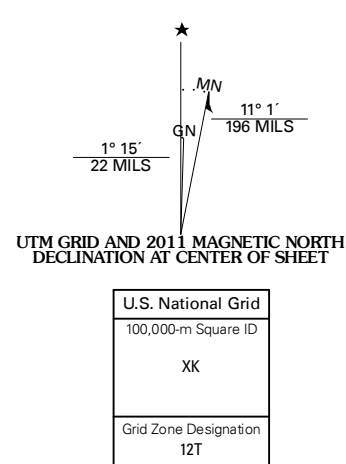 ★
MN
GN
11° 1´
196 MILS
1° 15´
22 MILS
UTM GRID AND 2011 MAGNETIC NORTH
DECLINATION AT CENTER OF SHEET
U.S. National Grid
100,000-m Square ID
XK
Grid Zone Designation
12T